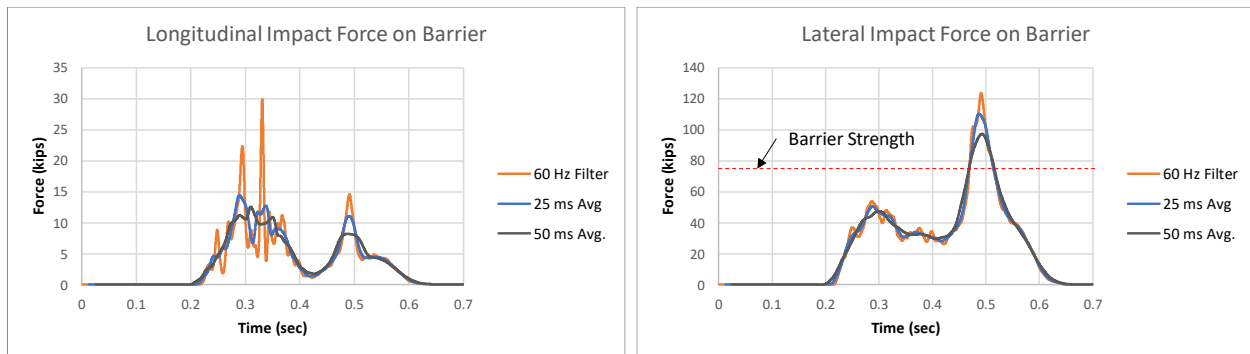 Longitudinal Impact Force on Barrier
35
30
25
20
15
10
5
0
Force (kips)
0 0.1 0.2 0.3 0.4 0.5 0.6 0.7
Time (sec)
60 Hz Filter
25 ms Avg
50 ms Avg.
Lateral Impact Force on Barrier
140
120
100
80
60
40
20
0
Force (kips)
Barrier Strength
0 0.1 0.2 0.3 0.4 0.5 0.6 0.7
Time (sec)
60 Hz Filter
25 ms Avg
50 ms Avg.